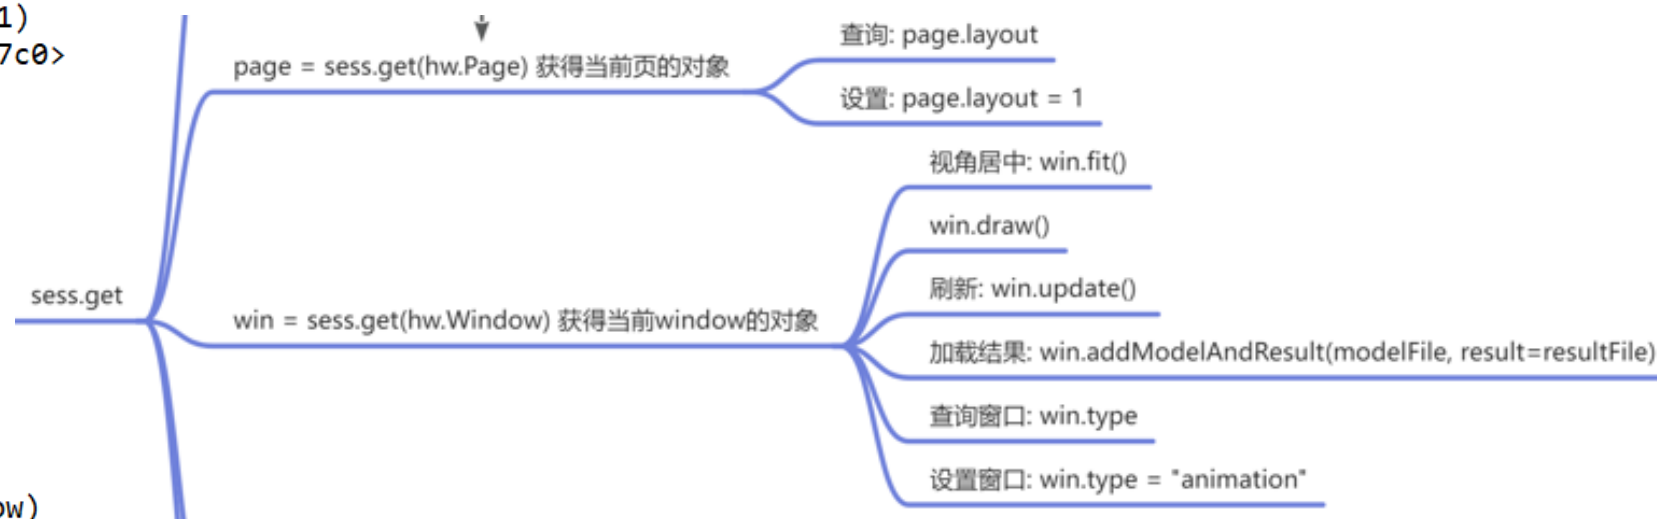 1)
7c0>
page = sess.get(hw.Page) 获得当前页的对象
查询: page.layout
设置: page.layout = 1
sess.get
win = sess.get(hw.Window) 获得当前window的对象
视角居中: win.fit()
win.draw()
刷新: win.update()
加载结果: win.addModelAndResult(modelFile, result=resultFile)
查询窗口: win.type
设置窗口: win.type = "animation"
ow)